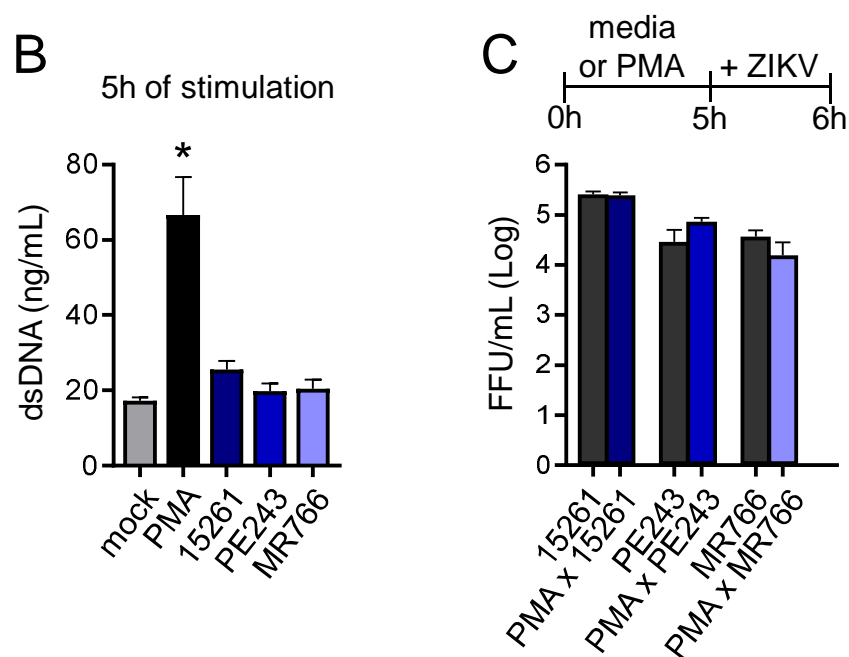 B
5h of stimulation
dsDNA (ng/mL)
80
60
40
20
0
*
mock
PMA
15261
PE243
MR766
C
media
or PMA + ZIKV
0h 5h 6h
FFU/mL (Log)
6
5
4
3
2
1
0
15261
PMA x 15261
PE243
PMA x PE243
MR766
PMA x MR766